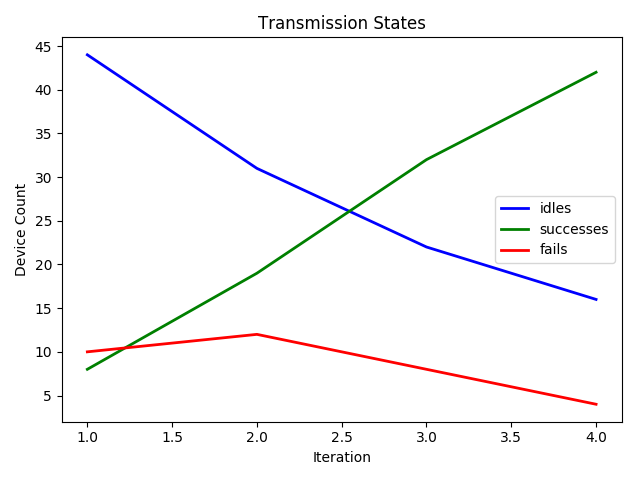 Transmission States
45
40
35
30
25
20
15
10
5
Device Count
idles
successes
fails
1.0 1.5 2.0 2.5 3.0 3.5 4.0
Iteration